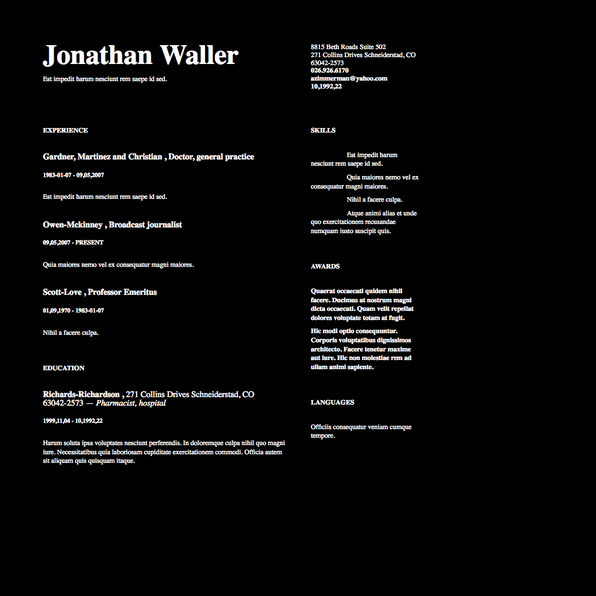 Jonathan Waller
Est impedit harum nesciunt rem saepe id sed.
8815 Beth Roads Suite 502
271 Collins Drives Schneiderstad, CO
63042-2573
026.926.6170
azimmerman@yahoo.com
10,1992,22
EXPERIENCE
Gardner, Martinez and Christian , Doctor, general practice
1983-01-07 - 09,05,2007
Est impedit harum nesciunt rem saepe id sed.
Owen-Mckinney , Broadcast journalist
09,05,2007 - PRESENT
Quia maiores nemo vel ex consequatur magni maiores.
Scott-Love , Professor Emeritus
01,09,1970 - 1983-01-07
Nihil a facere culpa.
EDUCATION
Richards-Richardson , 271 Collins Drives Schneiderstad, CO
63042-2573 — Pharmacist, hospital
1999,11,04 - 10,1992,22
Harum soluta ipsa voluptates nesciunt perferendis. In doloremque culpa nihil quo magni
iure. Necessitatibus quia laboriosam cupiditate exercitationem commodi. Officia autem
sit aliquam quis quisquam itaque.
SKILLS
Est impedit harum
nesciunt rem saepe id sed.
Quia maiores nemo vel ex
consequatur magni maiores.
Nihil a facere culpa.
Atque animi alias et unde
quo exercitationem recusandae
numquam iusto suscipit quis.
AWARDS
Quaerat occaecati quidem nihil
facere. Ducimus at nostrum magni
dicta occaecati. Quam velit repellat
dolores voluptate totam at fugit.
Hic modi optio consequuntur.
Corporis voluptatibus dignissimos
architecto. Facere tenetur maxime
aut iure. Hic non molestiae rem ad
ullam animi sapiente.
LANGUAGES
Officiis consequatur veniam cumque
tempore.